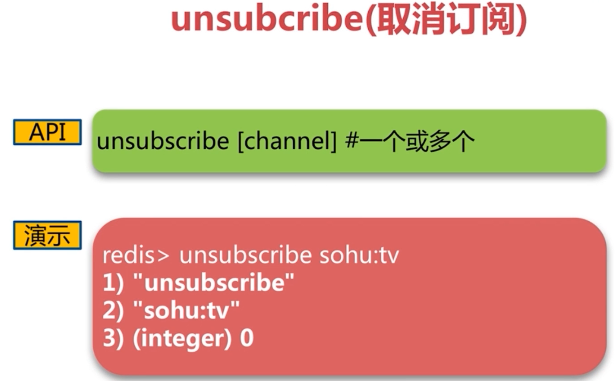 unsubcribe(取消订阅)
API
unsubscribe [channel] #一个或多个
演示
redis> unsubscribe sohu:tv
1) "unsubscribe"
2) "sohu:tv"
3) (integer) 0